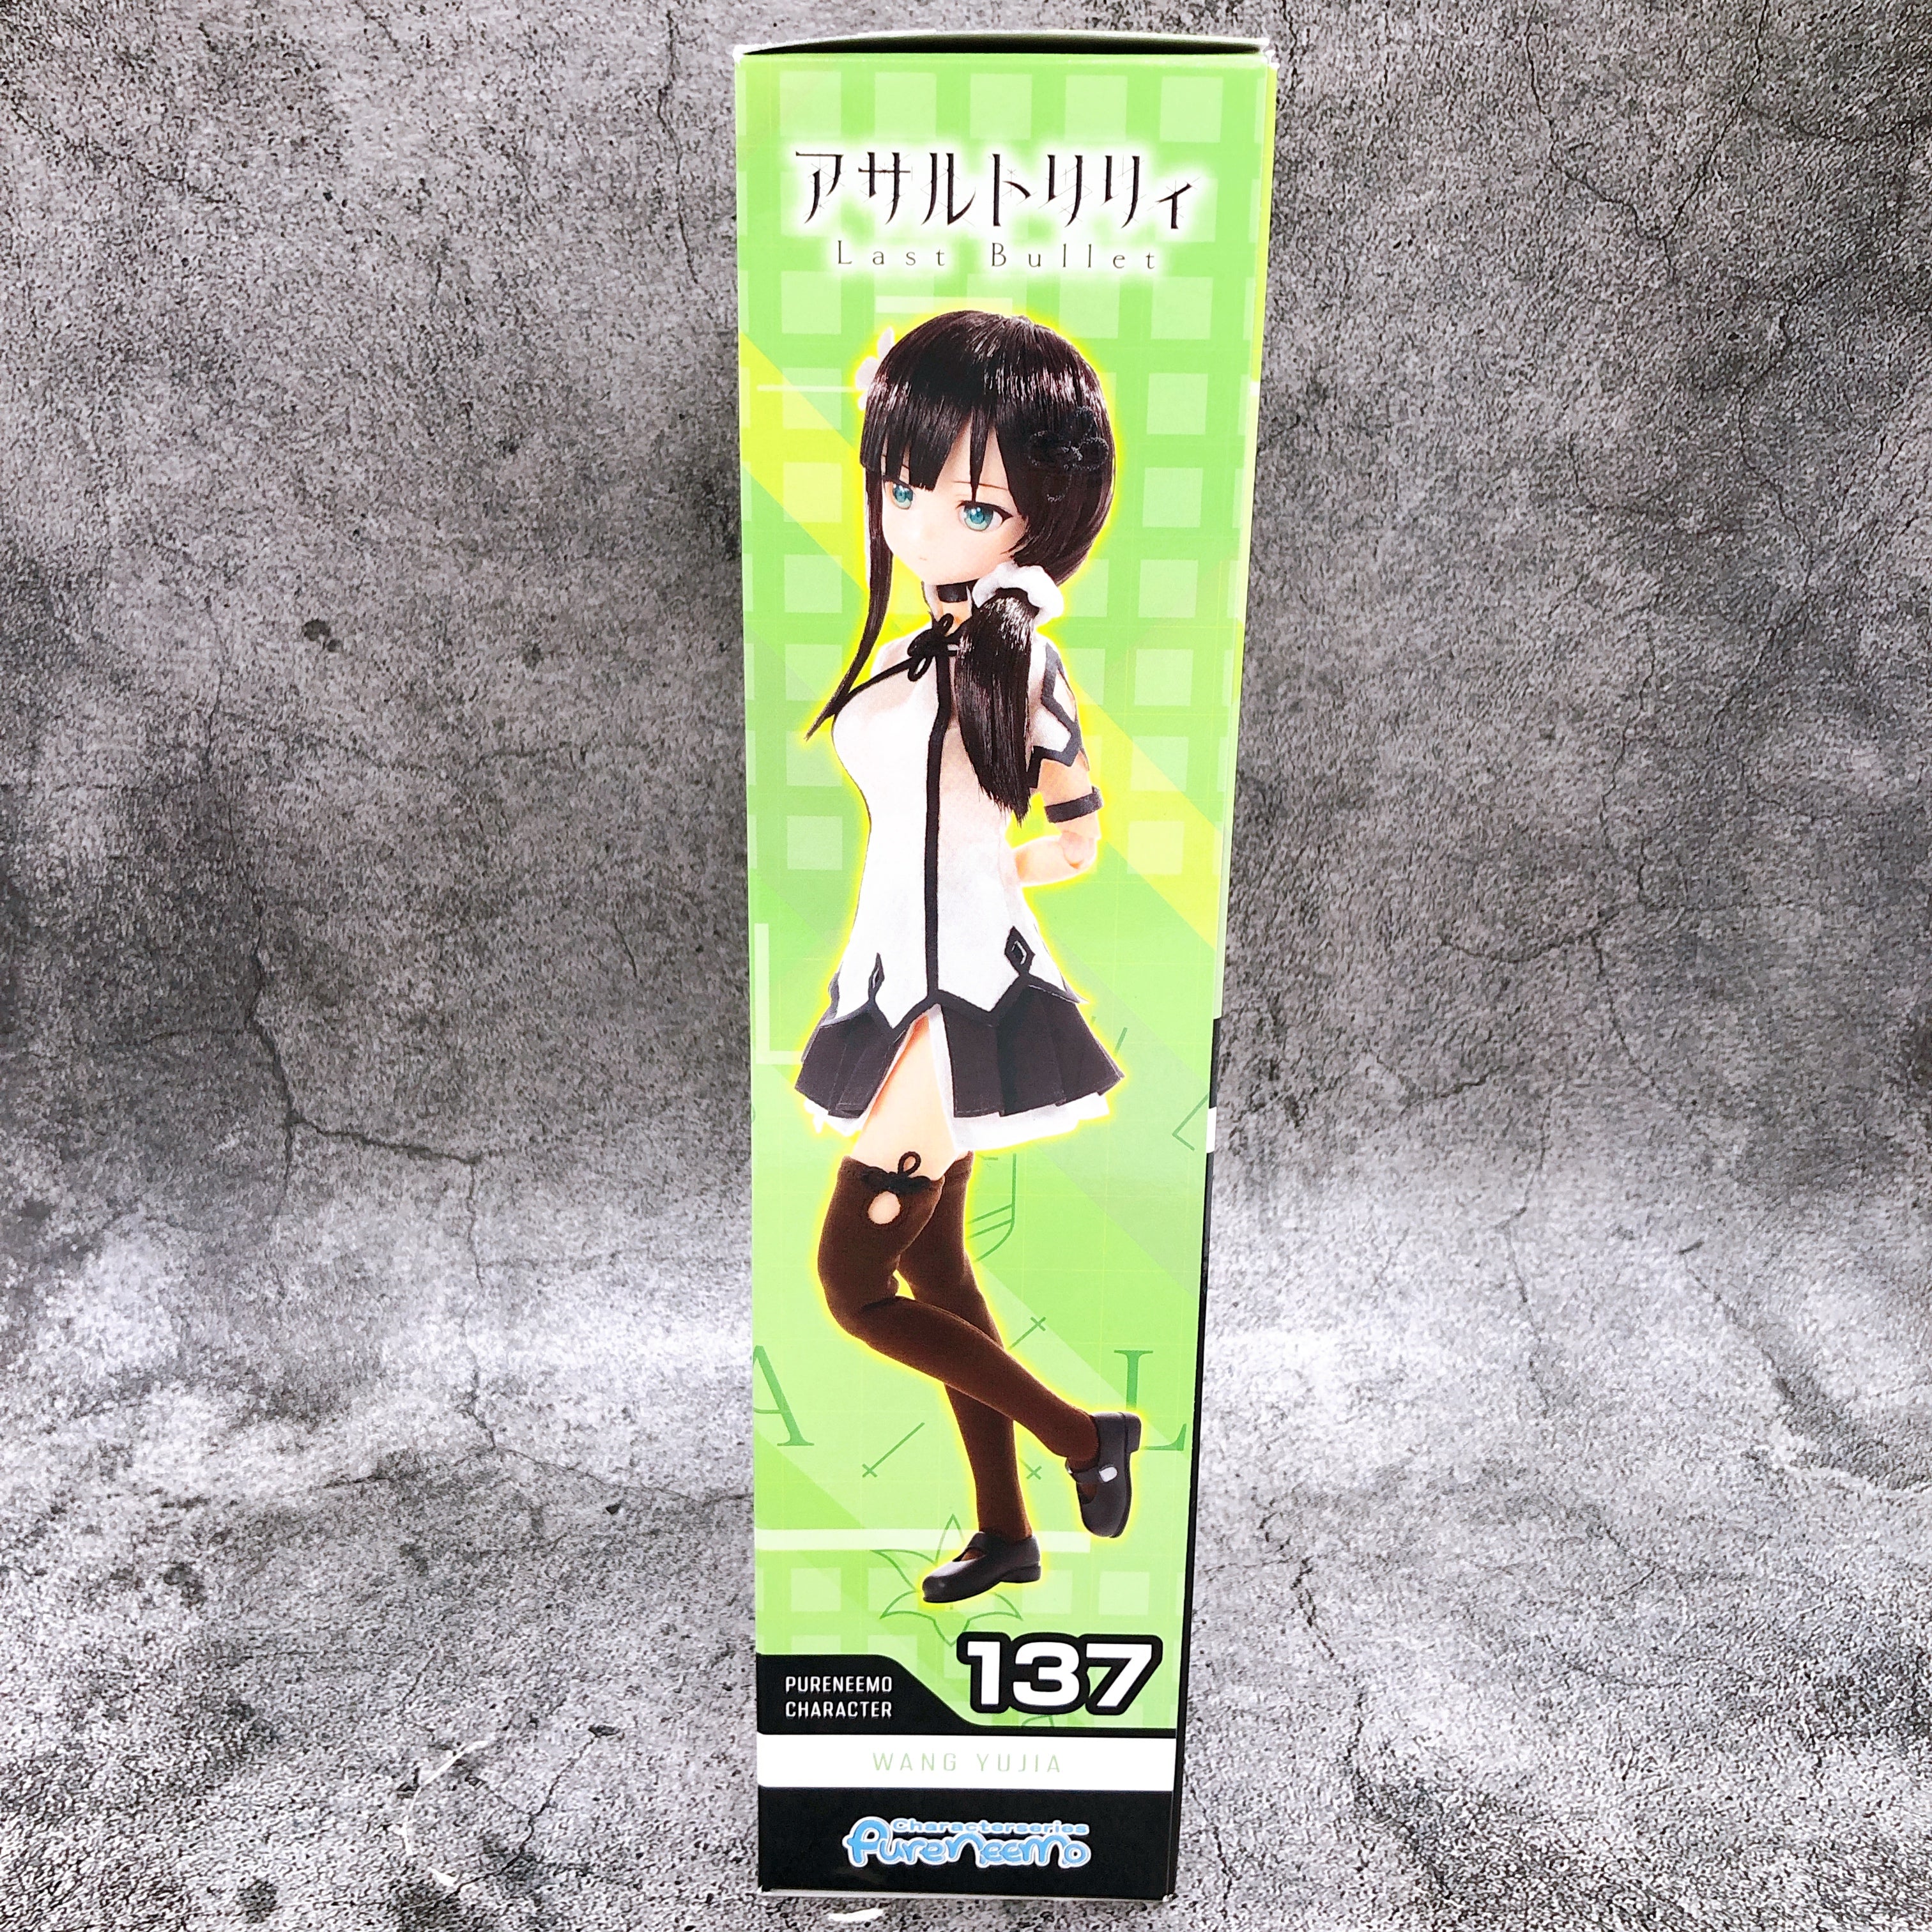 アサルトリリィ
Last Bullet
A L
137
PURENEEMO
CHARACTER
WANG YUJIA
Characterseries
PureNeemo